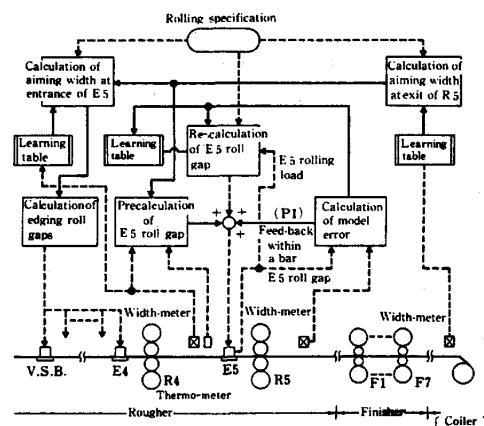 Rolling specification
Calculation of
aiming width at
entrance of E5
Calculation of
aiming width
at exit of R5
Learning
table
Learning
table
Re-calculation
of E5 roll
gap
Learning
table
E5 rolling
load
Calculation of
edging roll
gaps
Precalculation
of
E5 roll gap
+
+
+
(PI)
Feed-back
within
a bar
Calculation
of model
error
E5 roll gap
Width-meter
Width-meter
Width-meter
V.S.B.
E4
R4
E5
R5
F1
F7
Thermo-meter
Rougher
Finisher
Coiler